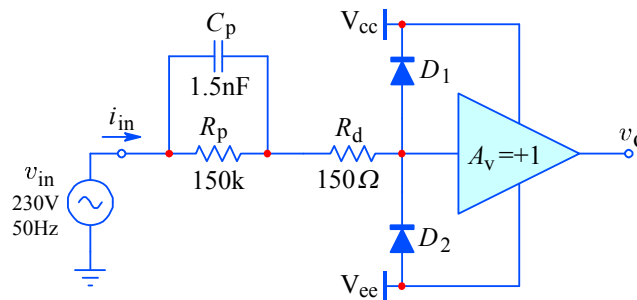 Cp
1.5nF
Vcc
D1
iin
Rp
150k
Rd
150Ω
Av=+1
vin
230V
50Hz
D2
Vee